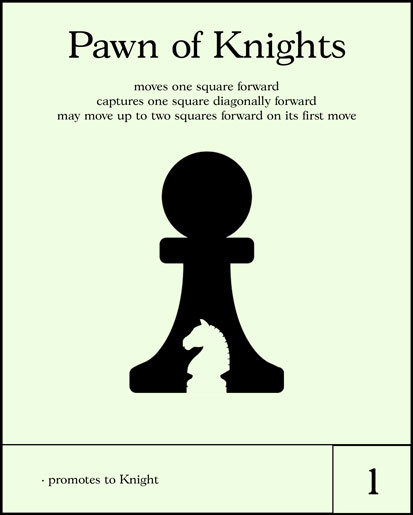 Pawn of Knights
moves one square forward
captures one square diagonally forward
may move up to two squares forward on its first move
· promotes to Knight
1